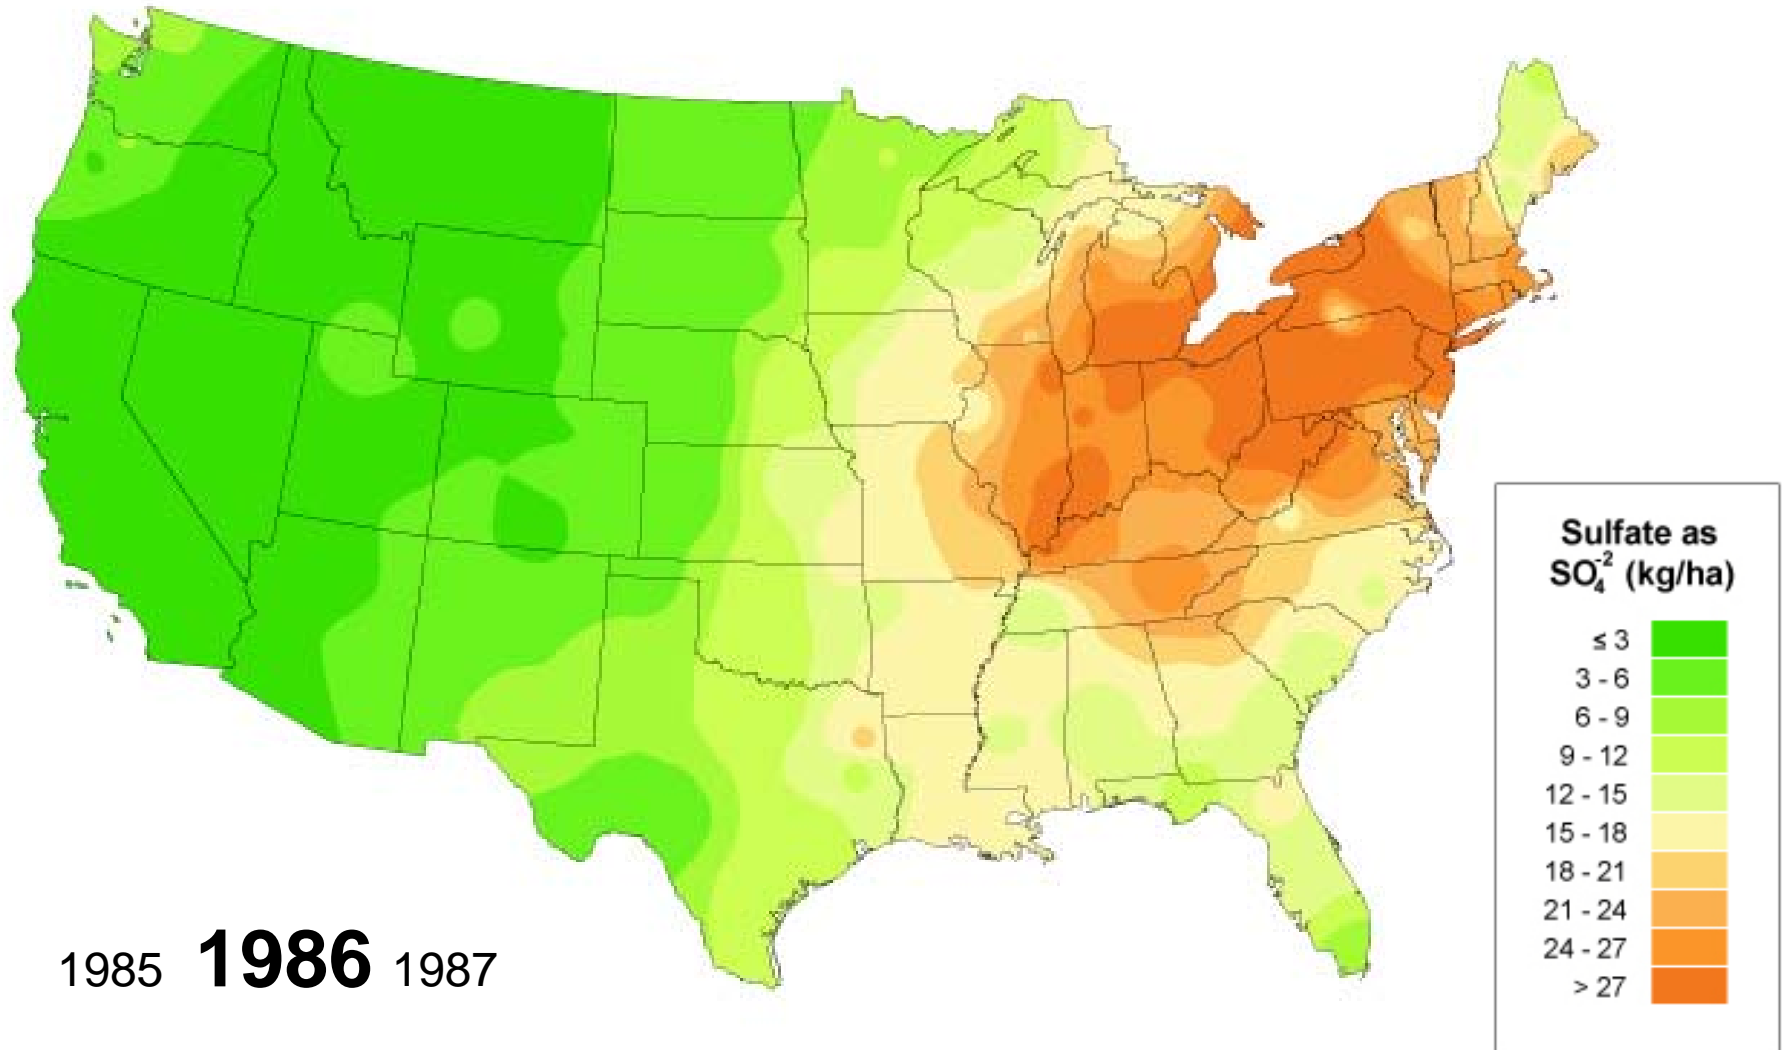 Sulfate as
SO₄⁻² (kg/ha)
≤ 3
3 - 6
6 - 9
9 - 12
12 - 15
15 - 18
18 - 21
21 - 24
24 - 27
> 27
1985 1986 1987